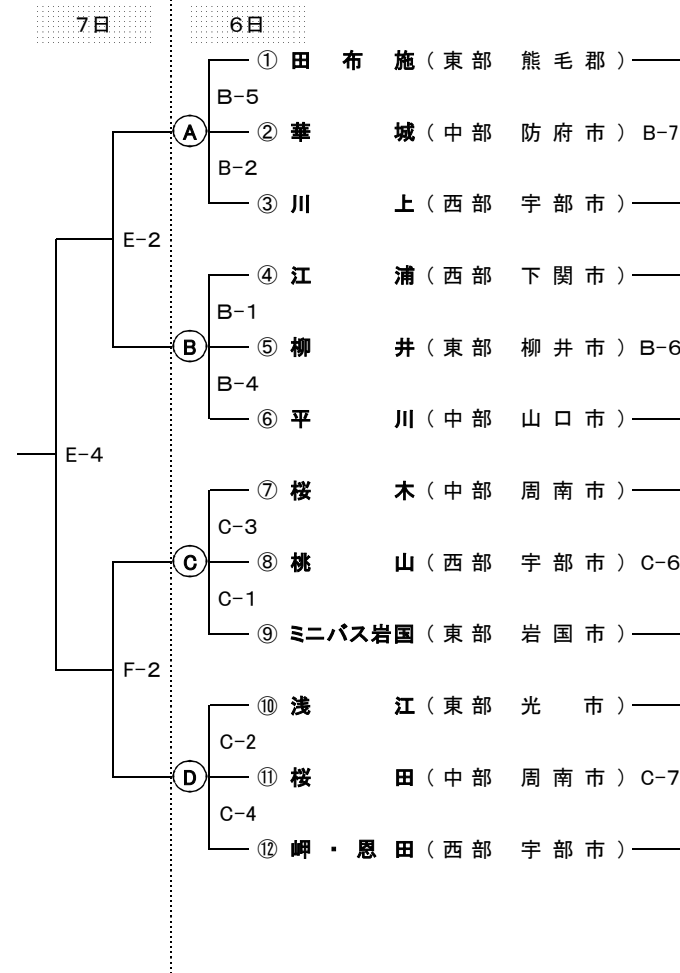 7日 6日
① 田布施（東部 熊毛郡）
B-5
A ② 華城（中部 防府市） B-7
B-2
③ 川上（西部 宇部市）
E-2
④ 江浦（西部 下関市）
B-1
B ⑤ 柳井（東部 柳井市） B-6
B-4
⑥ 平川（中部 山口市）
E-4
⑦ 桜木（中部 周南市）
C-3
C ⑧ 桃山（西部 宇部市） C-6
C-1
⑨ ミニバス岩国（東部 岩国市）
F-2
⑩ 浅江（東部 光市）
C-2
D ⑪ 桜田（中部 周南市） C-7
C-4
⑫ 岬・恩田（西部 宇部市）